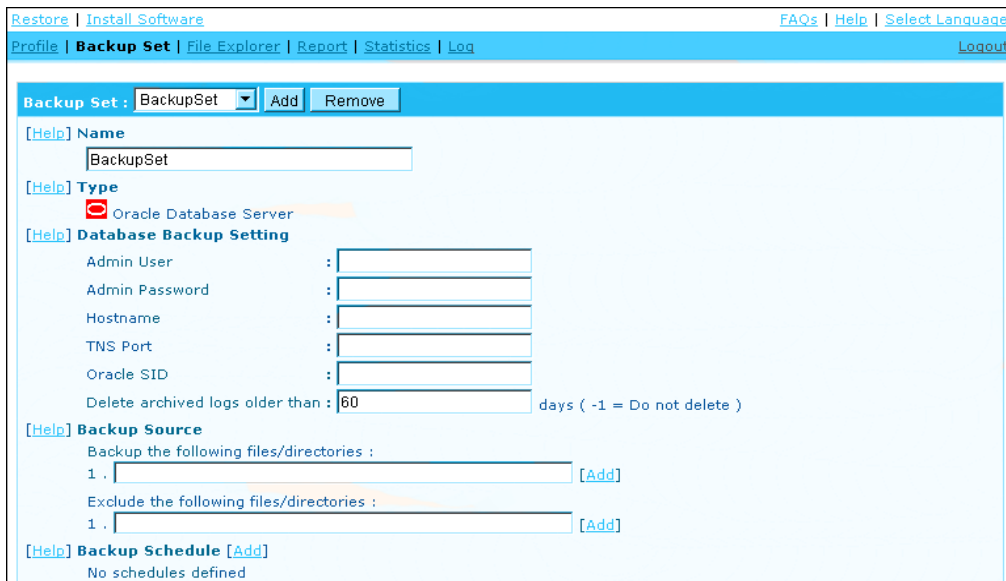 Restore | Install Software FAQs | Help | Select Language
Profile | Backup Set | File Explorer | Report | Statistics | Log Logout
Backup Set : BackupSet Add Remove
[Help] Name
BackupSet
[Help] Type
Oracle Database Server
[Help] Database Backup Setting
Admin User :
Admin Password :
Hostname :
TNS Port :
Oracle SID :
Delete archived logs older than : 60 days ( -1 = Do not delete )
[Help] Backup Source
Backup the following files/directories :
1 . [Add]
Exclude the following files/directories :
1 . [Add]
[Help] Backup Schedule [Add]
No schedules defined